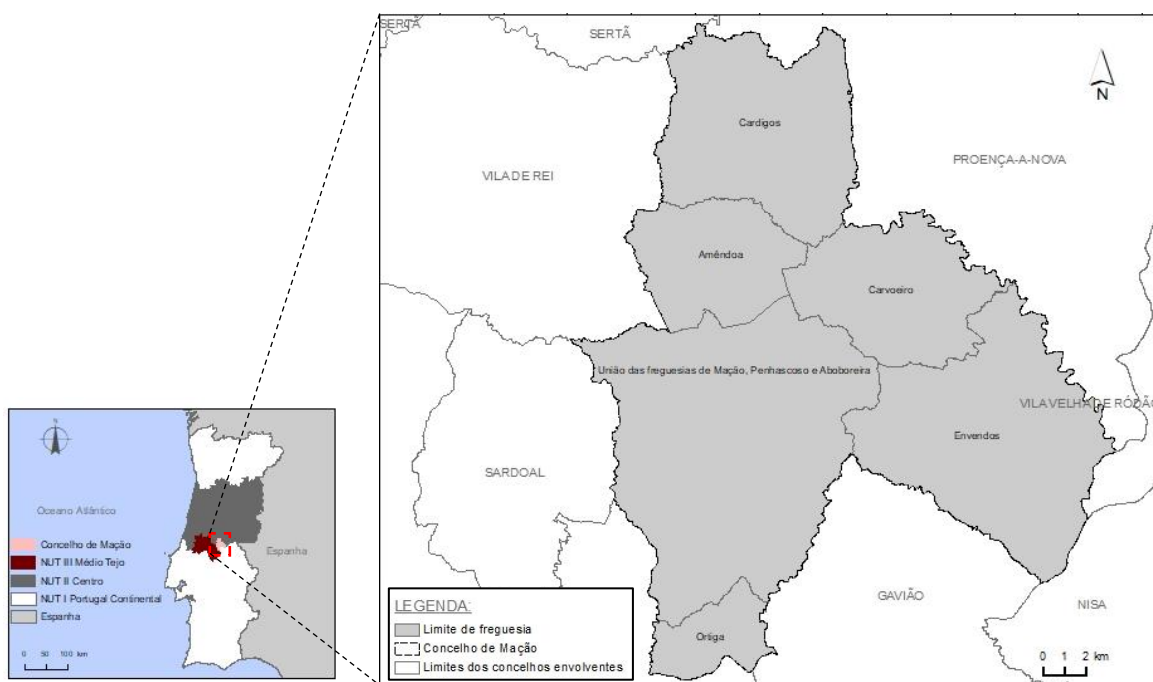 SERTÃ
SERTÃ
N
Cardigos
PROENÇA-A-NOVA
VILA DE REI
Amêndoa
Carvoeiro
União das freguesias de Mação, Penhascoso e Aboboreira
VILA VELHA DE RÓDÃO
Envendos
SARDOAL
GAVIÃO
NISA
Ortiga
LEGENDA:
Limite de freguesia
Concelho de Mação
Limites dos concelhos envolventes
0 1 2 km
N
Oceano Atlântico
Espanha
Concelho de Mação
NUT III Médio Tejo
NUT II Centro
NUT I Portugal Continental
Espanha
0 50 100 km